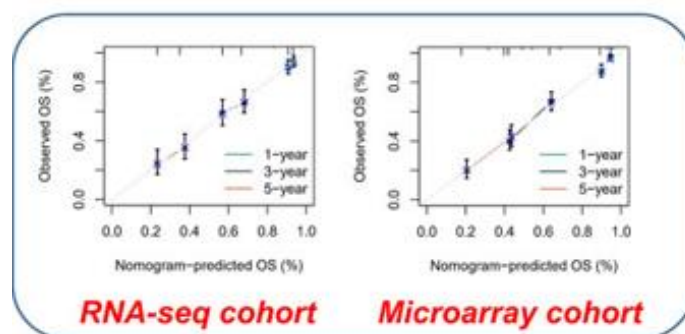 Observed OS (%)
0.0
0.4
0.8
1-year
3-year
5-year
0.0 0.2 0.4 0.6 0.8 1.0
Nomogram-predicted OS (%)
RNA-seq cohort
Observed OS (%)
0.0
0.4
0.8
1-year
3-year
5-year
0.0 0.2 0.4 0.6 0.8 1.0
Nomogram-predicted OS (%)
Microarray cohort